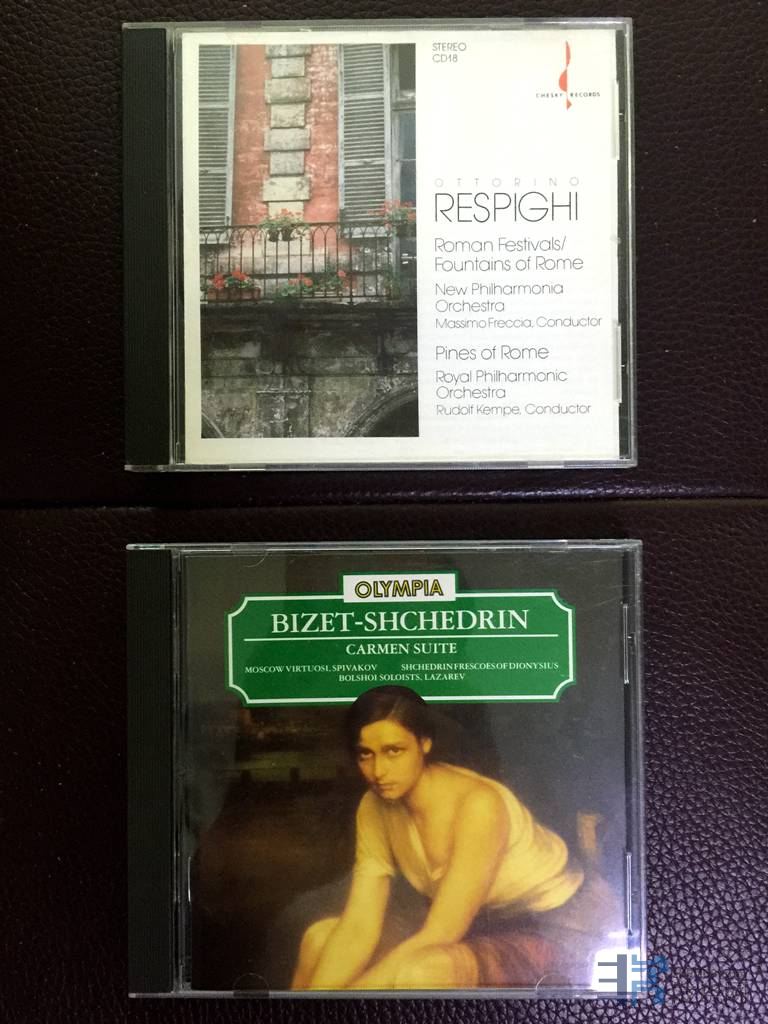 STEREO
CD18
CHESKY RECORDS
OTTORINO
RESPIGHI
Roman Festivals/
Fountains of Rome
New Philharmonia
Orchestra
Massimo Freccia, Conductor
Pines of Rome
Royal Philharmonic
Orchestra
Rudolf Kempe, Conductor
OLYMPIA
BIZET-SHCHEDRIN
CARMEN SUITE
MOSCOW VIRTUOSI, SPIVAKOV SHCHEDRIN FRESCOES OF DIONYSIUS
BOLSHOI SOLOISTS, LAZAREV